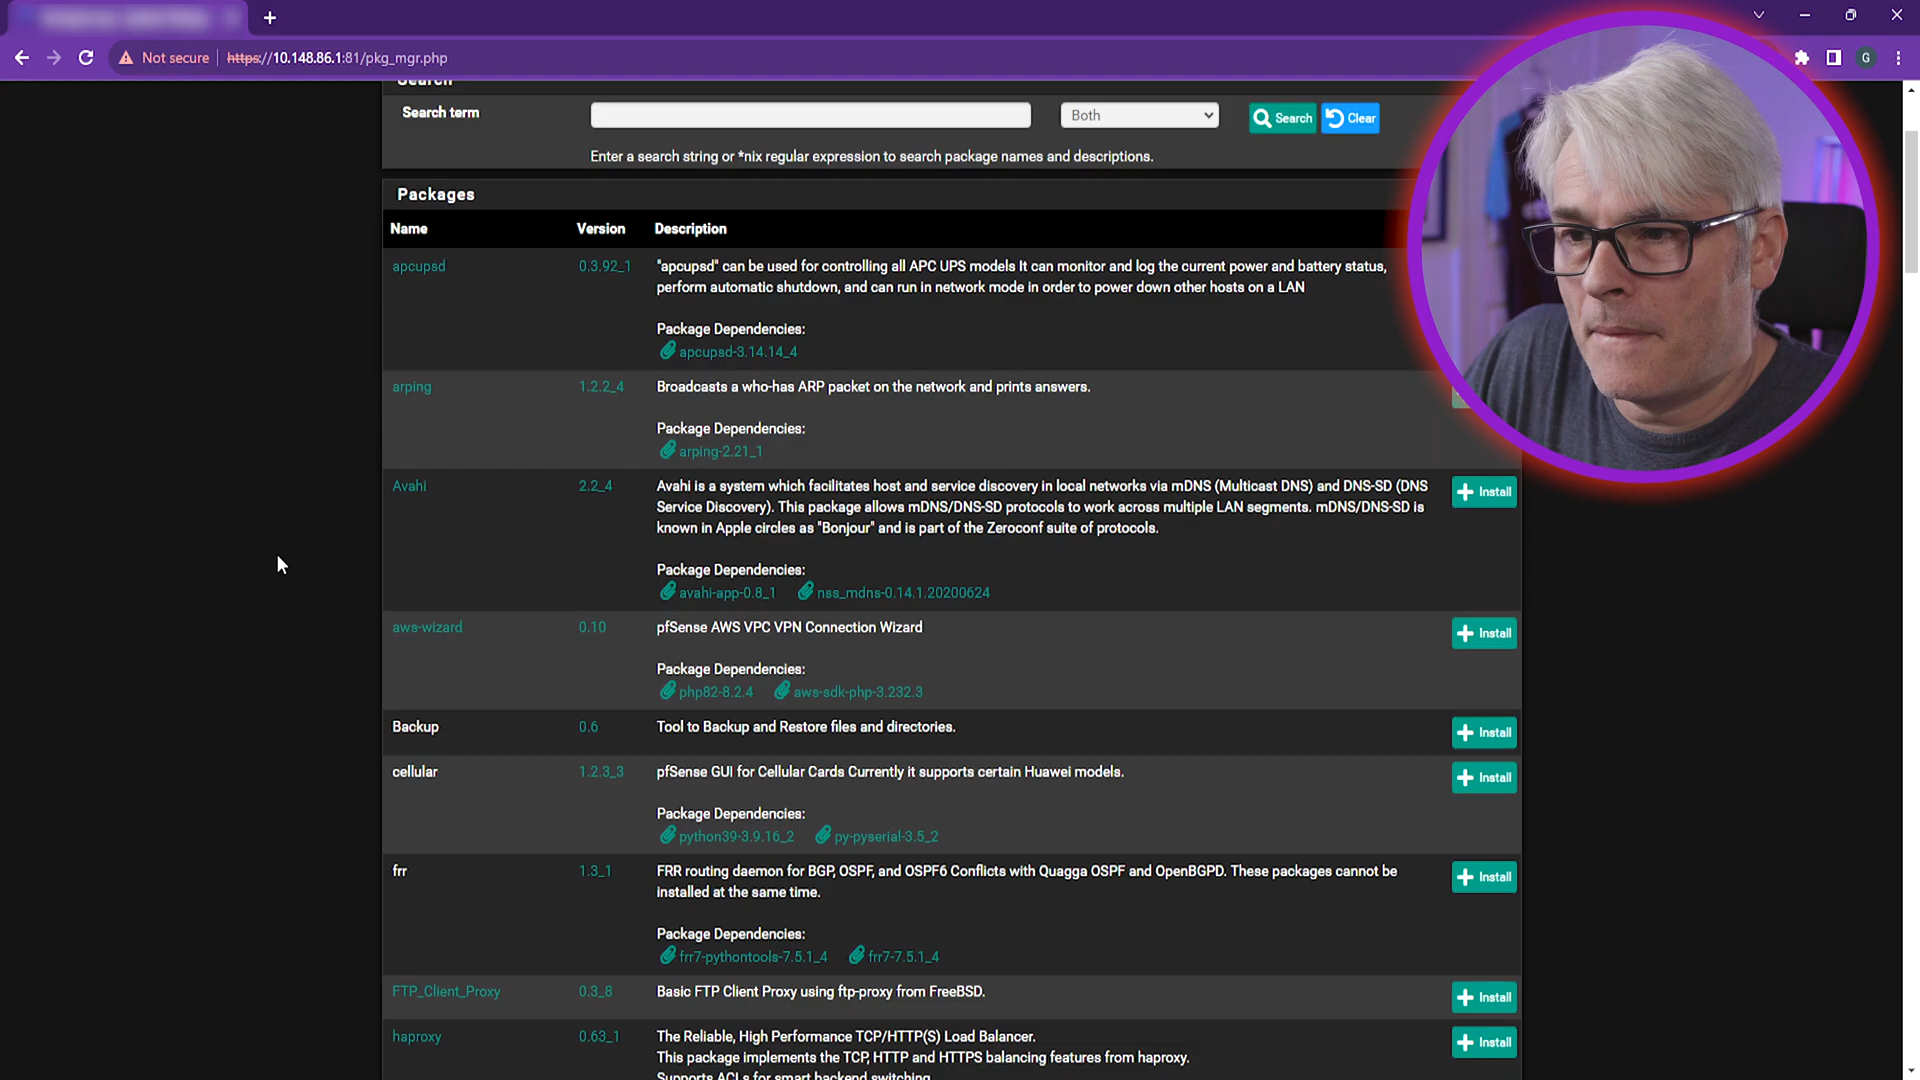 Not secure
https://10.148.86.1:81/pkg_mgr.php
G
Search
Search term
Both
Search
Clear
Enter a search string or *nix regular expression to search package names and descriptions.
Packages
Name Version Description
apcupsd 0.3.92_1 "apcupsd" can be used for controlling all APC UPS models It can monitor and log the current power and battery status,
perform automatic shutdown, and can run in network mode in order to power down other hosts on a LAN
Package Dependencies:
apcupsd-3.14.14_4
arping 1.2.2_4 Broadcasts a who-has ARP packet on the network and prints answers.
Package Dependencies:
arping-2.21_1
Avahi 2.2_4 Avahi is a system which facilitates host and service discovery in local networks via mDNS (Multicast DNS) and DNS-SD (DNS
Install
Service Discovery). This package allows mDNS/DNS-SD protocols to work across multiple LAN segments. mDNS/DNS-SD is
known in Apple circles as "Bonjour" and is part of the Zeroconf suite of protocols.
Package Dependencies:
avahi-app-0.8_1 nss_mdns-0.14.1.20200624
aws-wizard 0.10 pfSense AWS VPC VPN Connection Wizard
Install
Package Dependencies:
php82-8.2.4 aws-sdk-php-3.232.3
Backup 0.6 Tool to Backup and Restore files and directories.
Install
cellular 1.2.3_3 pfSense GUI for Cellular Cards Currently it supports certain Huawei models.
Install
Package Dependencies:
python39-3.9.16_2 py-pyserial-3.5_2
frr 1.3_1 FRR routing daemon for BGP, OSPF, and OSPF6 Conflicts with Quagga OSPF and OpenBGPD. These packages cannot be
Install
installed at the same time.
Package Dependencies:
frr7-pythontools-7.5.1_4 frr7-7.5.1_4
FTP_Client_Proxy 0.3_8 Basic FTP Client Proxy using ftp-proxy from FreeBSD.
Install
haproxy 0.63_1 The Reliable, High Performance TCP/HTTP(S) Load Balancer.
Install
This package implements the TCP, HTTP and HTTPS balancing features from haproxy.
Supports ACLs for smart backend switching.